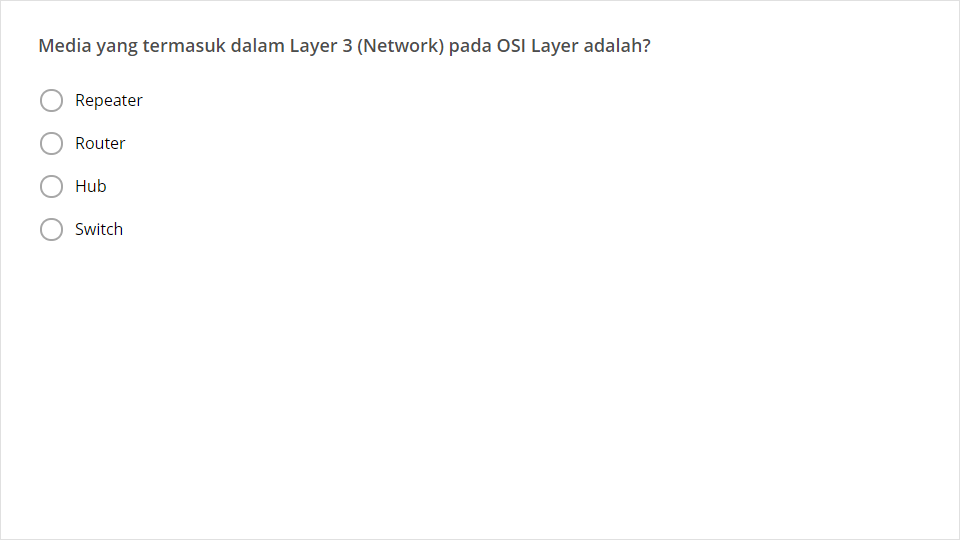 Media yang termasuk dalam Layer 3 (Network) pada OSI Layer adalah?
Repeater
Router
Hub
Switch